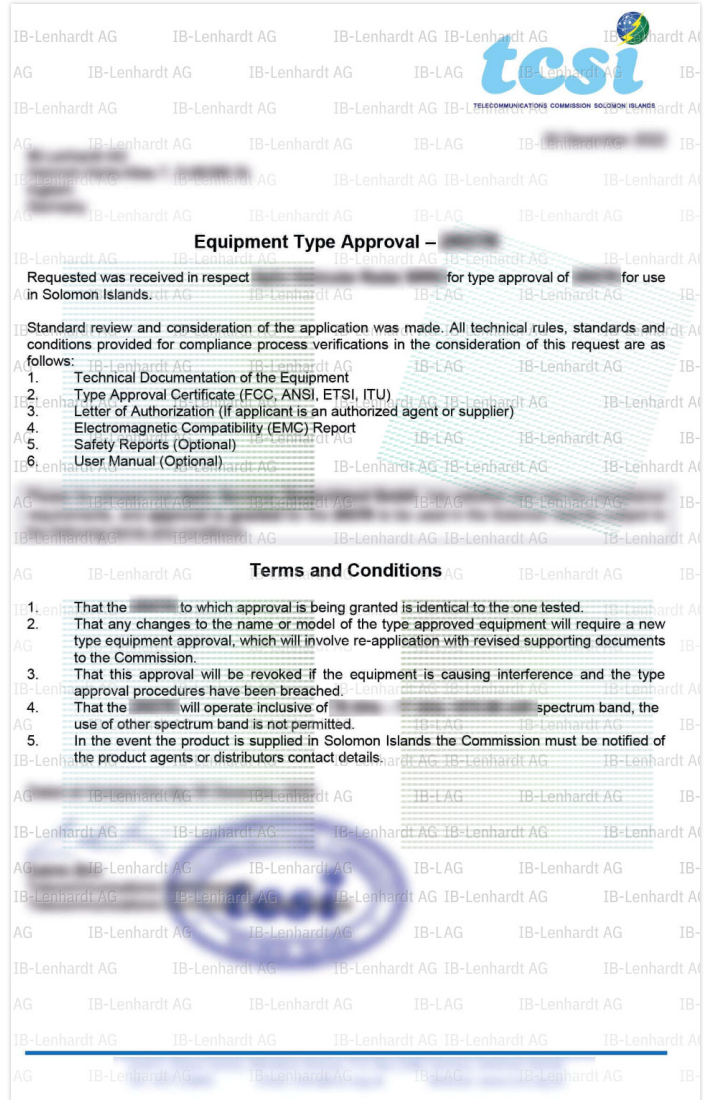 tcsi
TELECOMMUNICATIONS COMMISSION SOLOMON ISLANDS
Equipment Type Approval –
Requested was received in respect for type approval of for use
in Solomon Islands.
Standard review and consideration of the application was made. All technical rules, standards and
conditions provided for compliance process verifications in the consideration of this request are as
follows:
1. Technical Documentation of the Equipment
2. Type Approval Certificate (FCC, ANSI, ETSI, ITU)
3. Letter of Authorization (If applicant is an authorized agent or supplier)
4. Electromagnetic Compatibility (EMC) Report
5. Safety Reports (Optional)
6. User Manual (Optional)
Terms and Conditions
1. That the to which approval is being granted is identical to the one tested.
2. That any changes to the name or model of the type approved equipment will require a new
type equipment approval, which will involve re-application with revised supporting documents
to the Commission.
3. That this approval will be revoked if the equipment is causing interference and the type
approval procedures have been breached.
4. That the will operate inclusive of spectrum band, the
use of other spectrum band is not permitted.
5. In the event the product is supplied in Solomon Islands the Commission must be notified of
the product agents or distributors contact details.
IB-Lenhardt AG